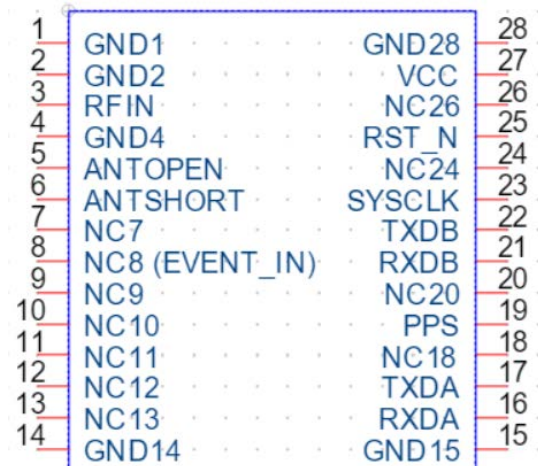 1 GND1 GND28 28
2 GND2 VCC 27
3 RFIN NC26 26
4 GND4 RST_N 25
5 ANTOPEN NC24 24
6 ANTSHORT SYSCLK 23
7 NC7 TXDB 22
8 NC8 (EVENT_IN) RXDB 21
9 NC9 NC20 20
10 NC10 PPS 19
11 NC11 NC18 18
12 NC12 TXDA 17
13 NC13 RXDA 16
14 GND14 GND15 15